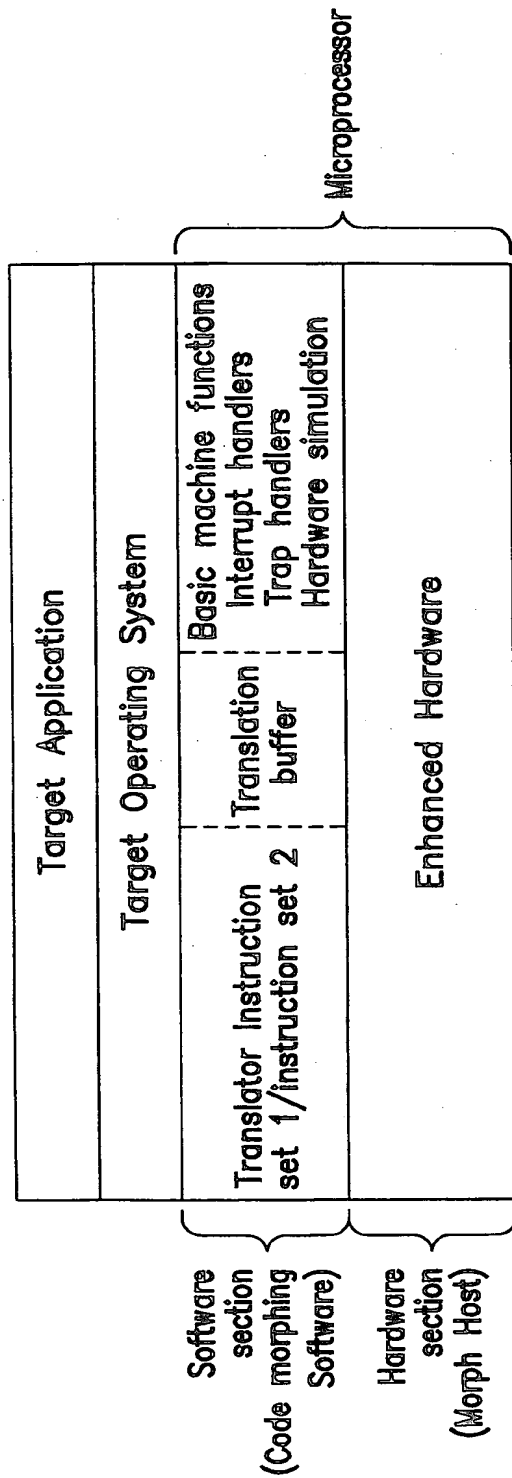 Target Application
Target Operating System
Software
section
(Code morphing
Software)
Translator Instruction
set 1/instruction set 2
Translation
buffer
Basic machine functions
Interrupt handlers
Trap handlers
Hardware simulation
Microprocessor
Hardware
section
(Morph Host)
Enhanced Hardware